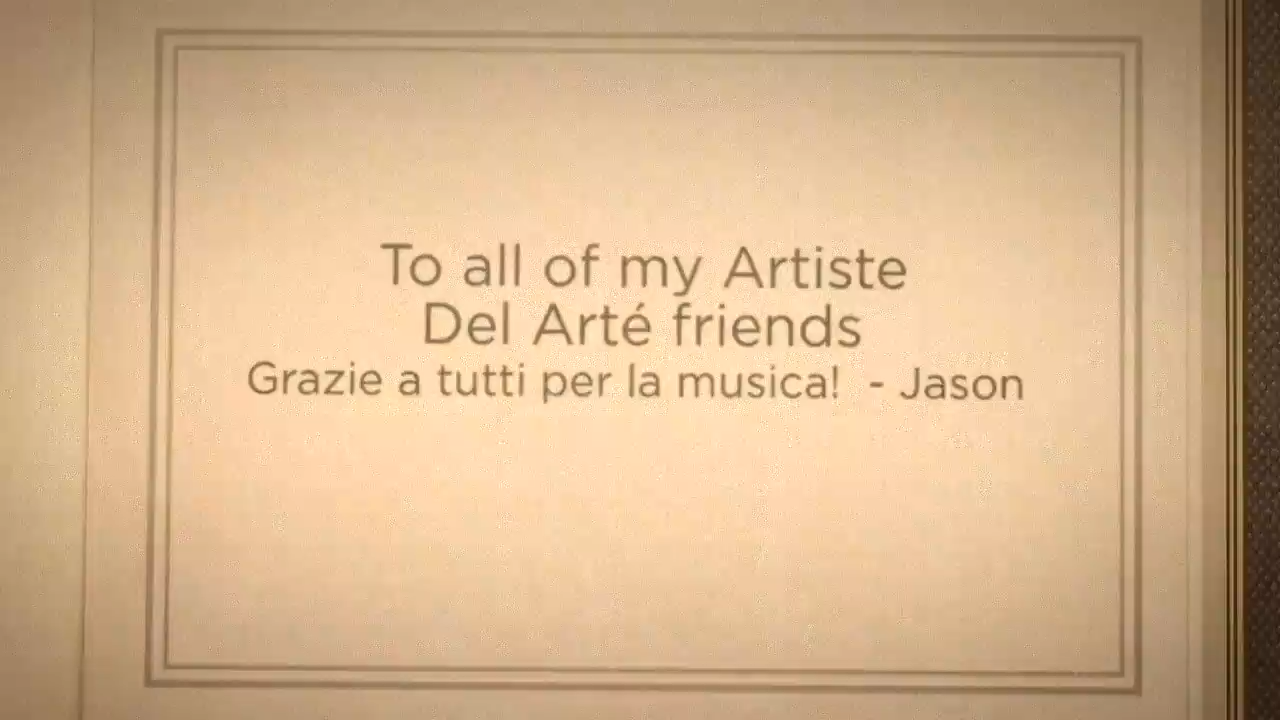 To all of my Artiste
Del Arté friends
Grazie a tutti per la musica!  - Jason